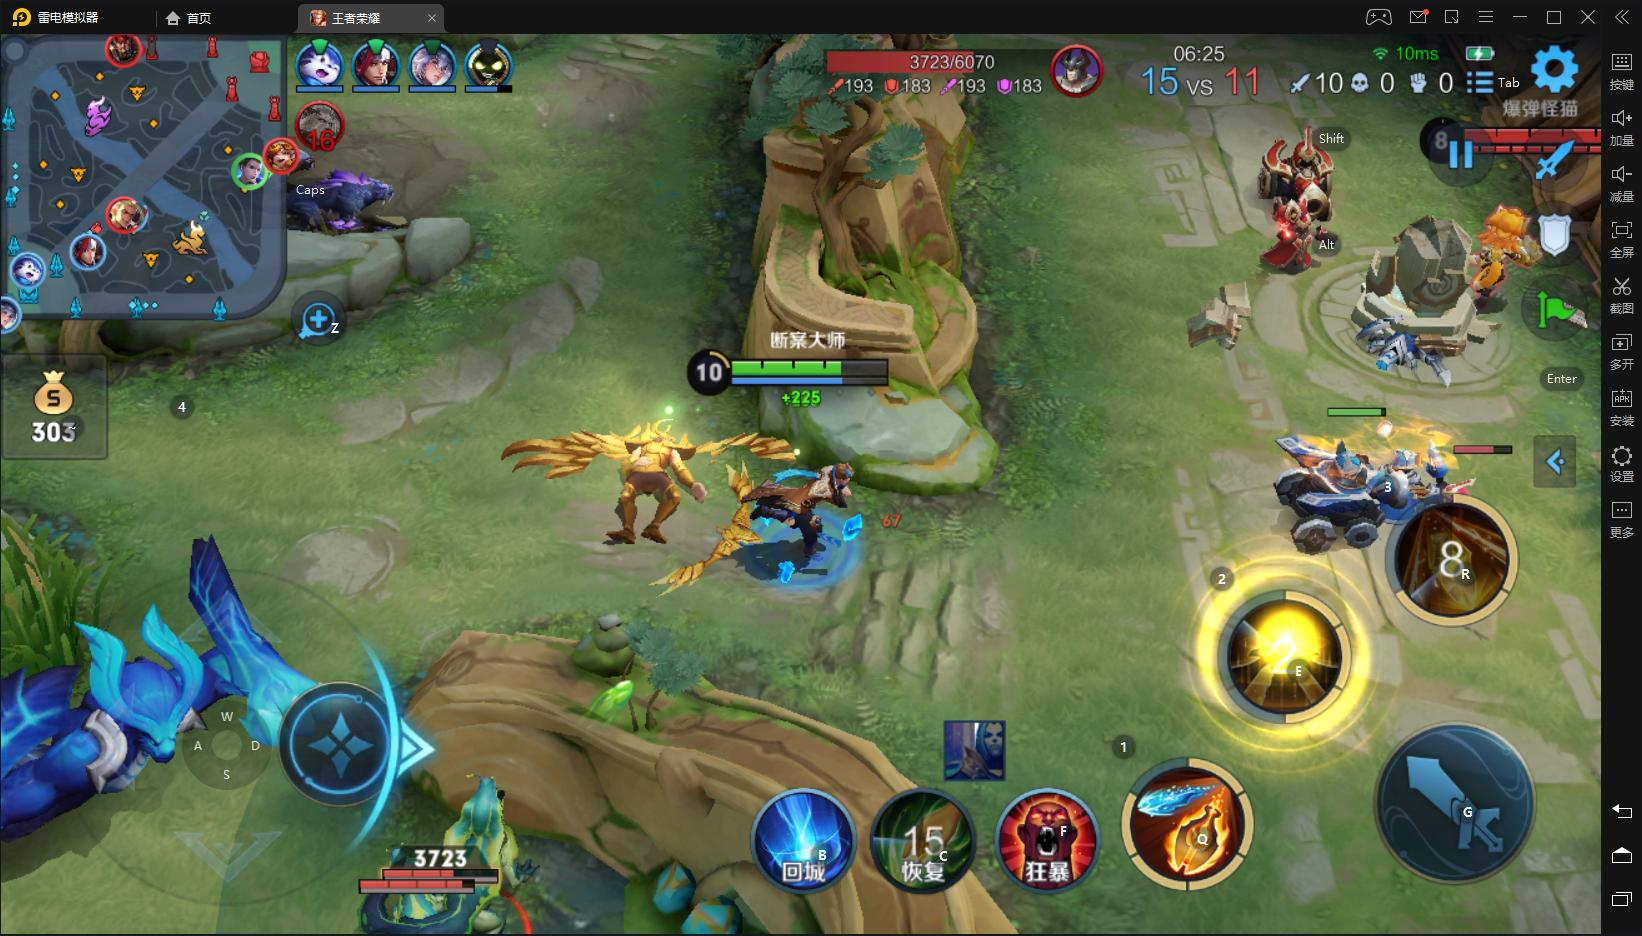 雷电模拟器
首页
王者荣耀
3723/6070
193 183 193 183
06:25
15 VS 11
10ms
10 0 0
Tab
爆弹怪猫
8
16
Caps
Shift
Alt
Z
断案大师
10
+225
67
303
~
4
Enter
3
8
R
2
2
E
W
A D
S
1
G
3723
回城
B
15
恢复
C
狂暴
F
Q
按键
加量
减量
全屏
截图
多开
APK
安装
设置
更多